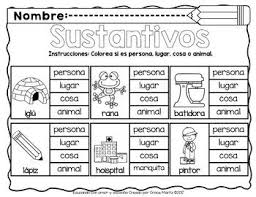 Nombre:
Sustantivos
Instrucciones: Colorea si es persona, lugar, cosa o animal.
iglú
persona
lugar
cosa
animal
rana
persona
lugar
cosa
animal
batidora
persona
lugar
cosa
animal
lápiz
persona
lugar
cosa
animal
hospital
persona
lugar
cosa
marquito
pintor
persona
lugar
cosa
animal